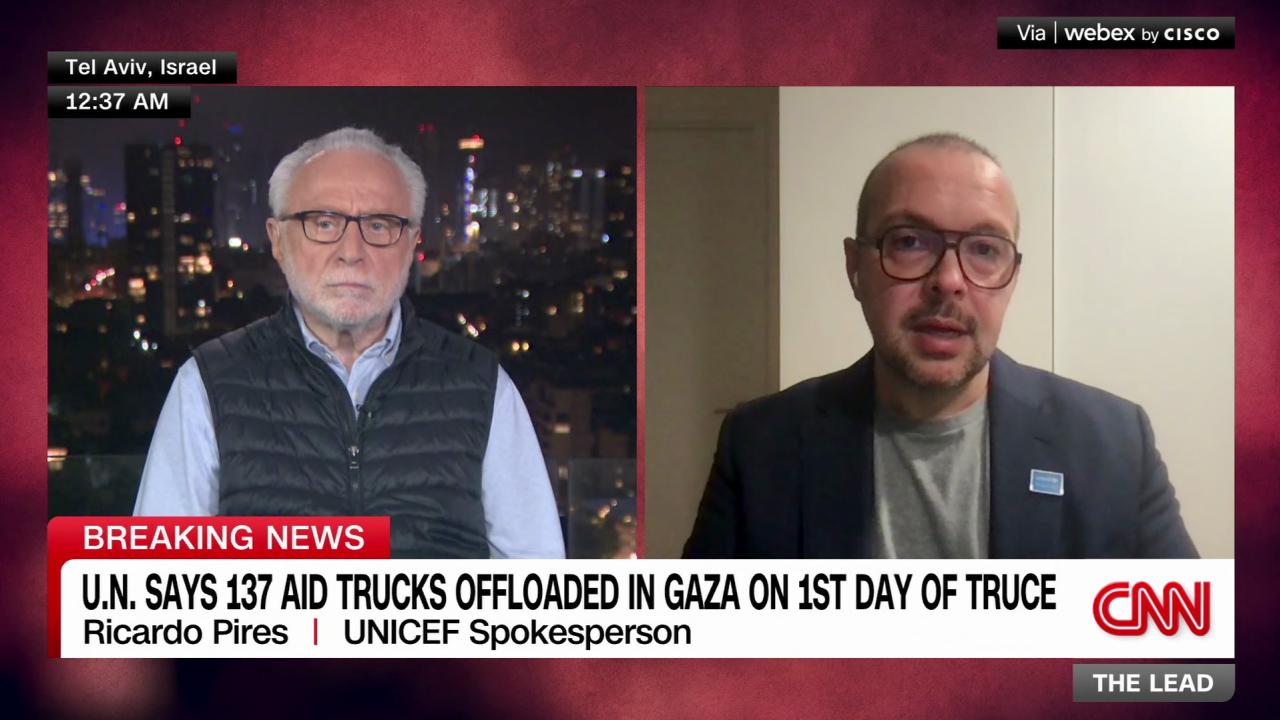 Via | webex by CISCO
Tel Aviv, Israel
12:37 AM
BREAKING NEWS
U.N. SAYS 137 AID TRUCKS OFFLOADED IN GAZA ON 1ST DAY OF TRUCE
Ricardo Pires | UNICEF Spokesperson
CNN
THE LEAD